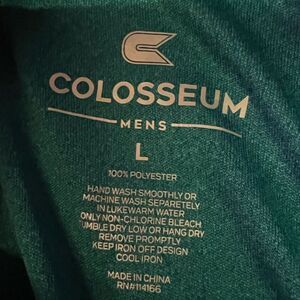 COLOSSEUM
MENS
L
100% POLYESTER
HAND WASH SMOOTHLY OR
MACHINE WASH SEPARETELY
IN LUKEWARM WATER
ONLY NON-CHLORINE BLEACH
TUMBLE DRY LOW OR HANG DRY
REMOVE PROMPTLY
KEEP IRON OFF DESIGN
COOL IRON
MADE IN CHINA
RN#114166